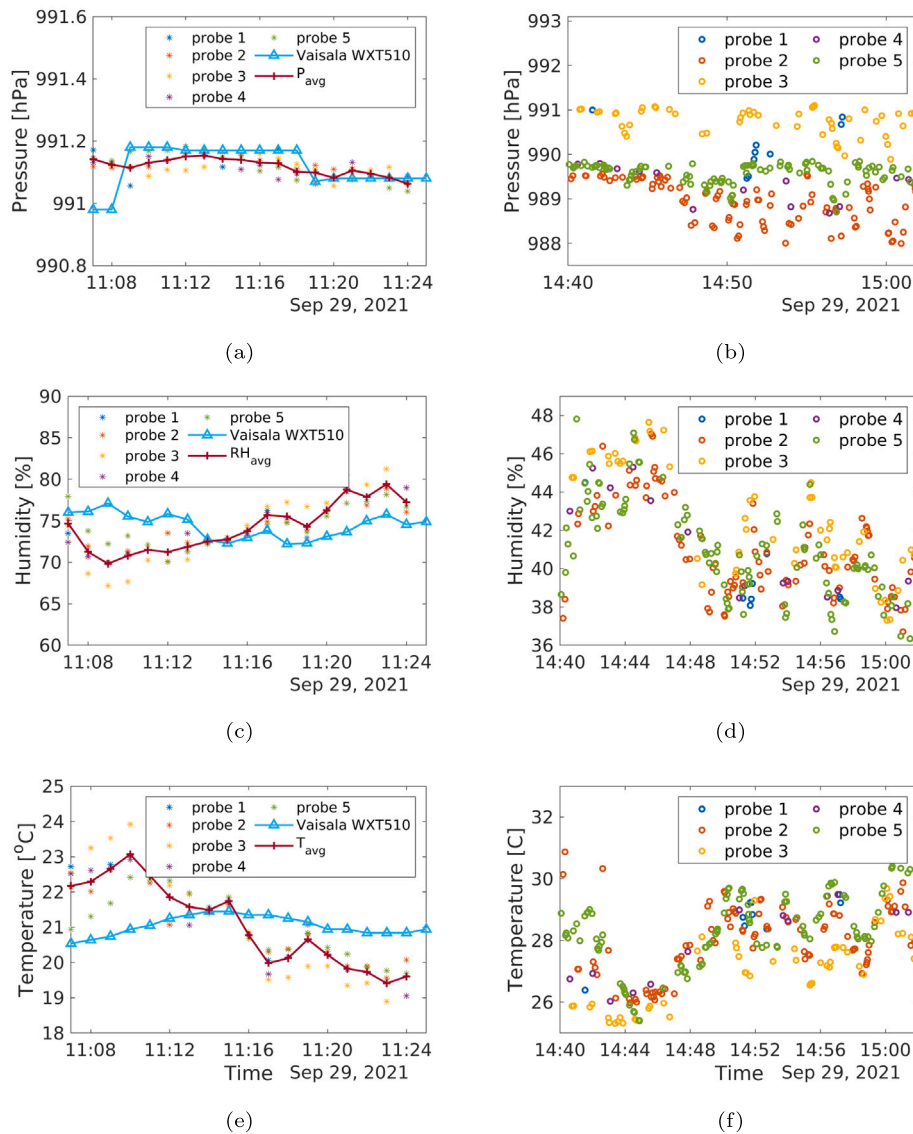 991.6
991.4
991.2
991
990.8
Pressure [hPa]
probe 1
probe 2
probe 3
probe 4
probe 5
Vaisala WXT510
P_avg
11:08
11:12
11:16
11:20
11:24
Sep 29, 2021
(a)
993
992
991
990
989
988
Pressure [hPa]
probe 1
probe 2
probe 3
probe 4
probe 5
14:40
14:50
15:00
Sep 29, 2021
(b)
90
85
80
75
70
65
60
Humidity [%]
probe 1
probe 2
probe 3
probe 4
probe 5
Vaisala WXT510
RH_avg
11:08
11:12
11:16
11:20
11:24
Sep 29, 2021
(c)
48
46
44
42
40
38
36
Humidity [%]
probe 1
probe 2
probe 3
probe 4
probe 5
14:40
14:44
14:48
14:52
14:56
15:00
Sep 29, 2021
(d)
25
24
23
22
21
20
19
18
Temperature [°C]
probe 1
probe 2
probe 3
probe 4
probe 5
Vaisala WXT510
T_avg
11:08
11:12
11:16
11:20
11:24
Time
Sep 29, 2021
(e)
32
30
28
26
Temperature [C]
probe 1
probe 2
probe 3
probe 4
probe 5
14:40
14:44
14:48
14:52
14:56
15:00
Time
Sep 29, 2021
(f)